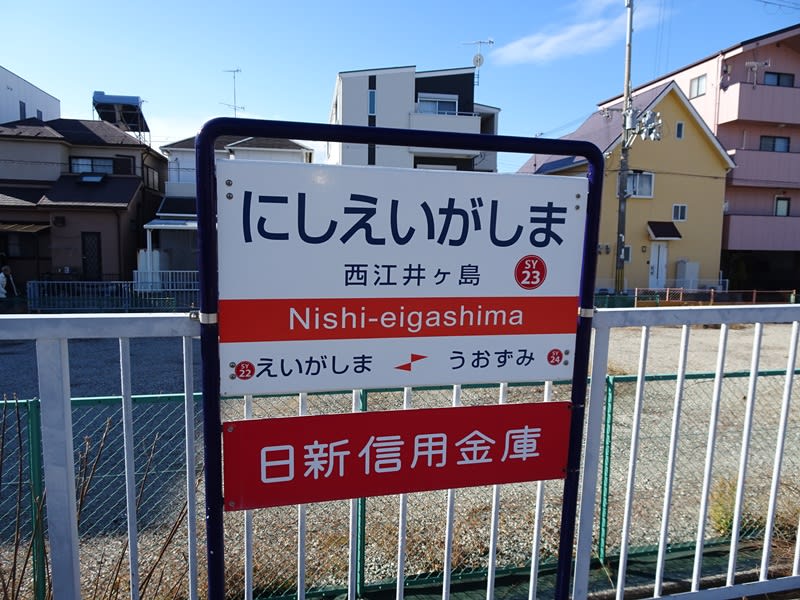 にしえいがしま
西江井ヶ島
SY 23
Nishi-eigashima
SY 22 えいがしま うおずみ SY 24
日新信用金庫